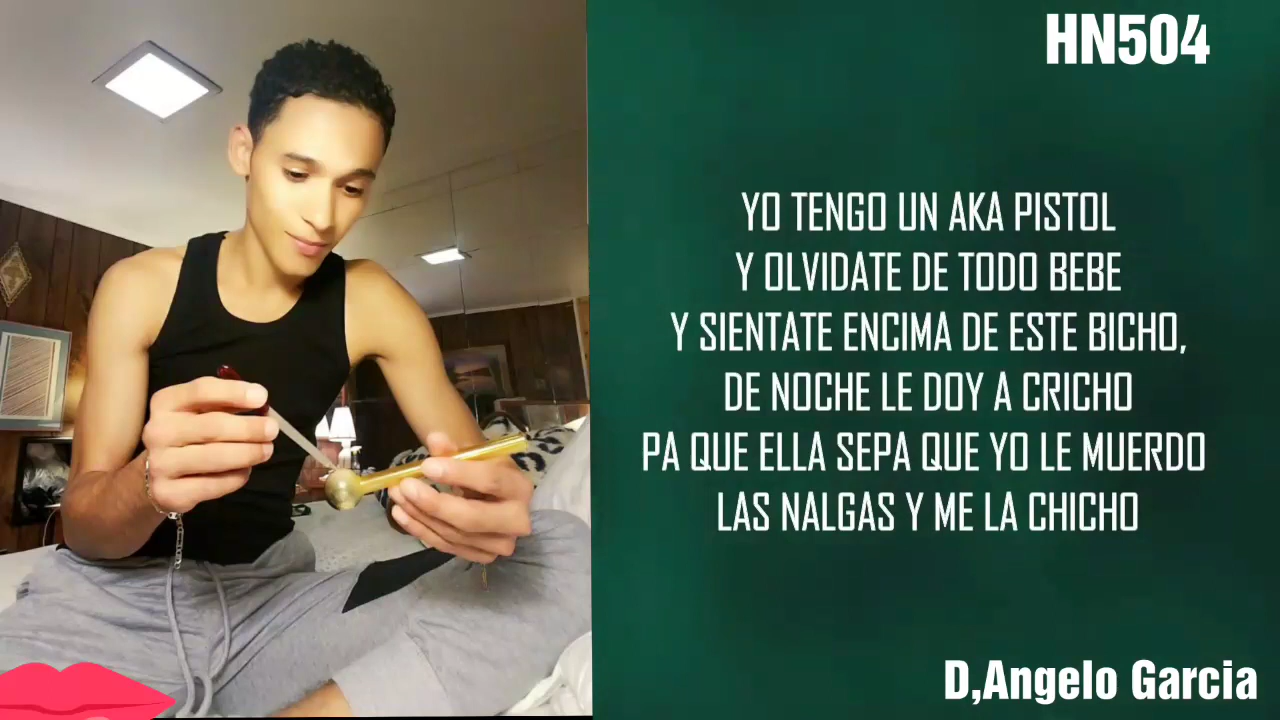 HN504
YO TENGO UN AKA PISTOL
Y OLVIDATE DE TODO BEBE
Y SIENTATE ENCIMA DE ESTE BICHO,
DE NOCHE LE DOY A CRICHO
PA QUE ELLA SEPA QUE YO LE MUERDO
LAS NALGAS Y ME LA CHICHO
D,Angelo Garcia